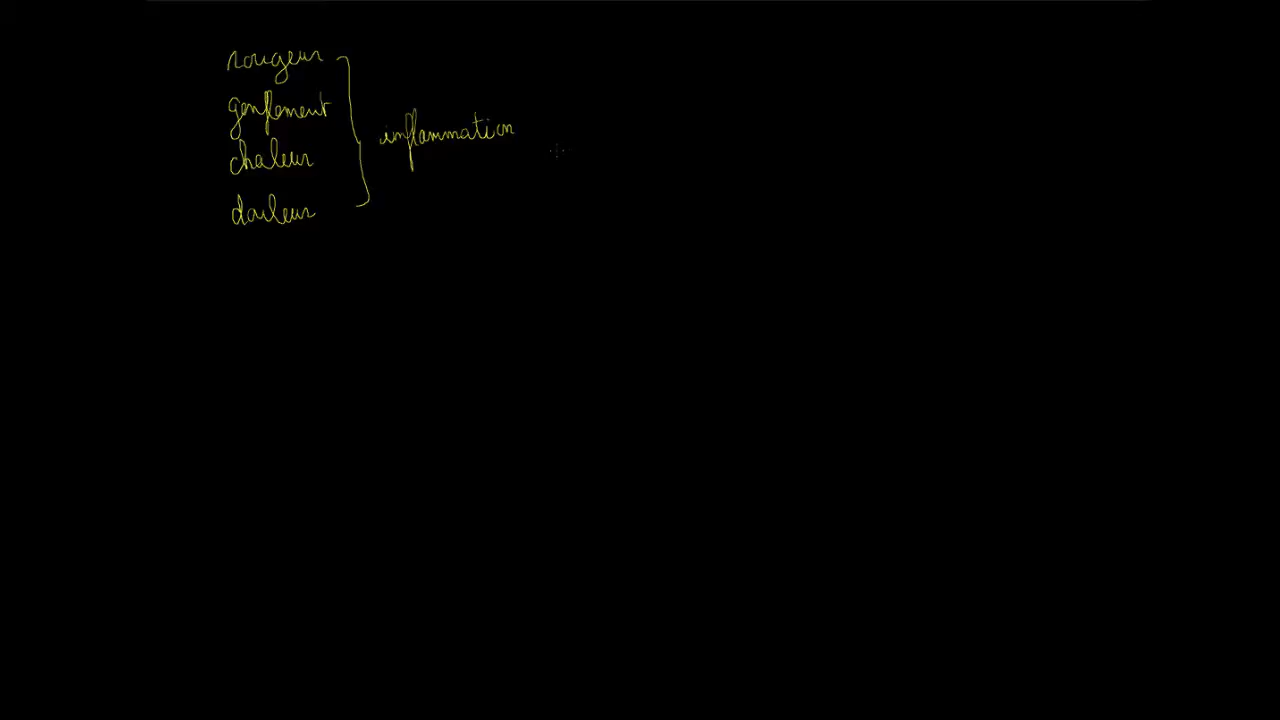 rougeur
gonflement
chaleur
douleur
inflammation